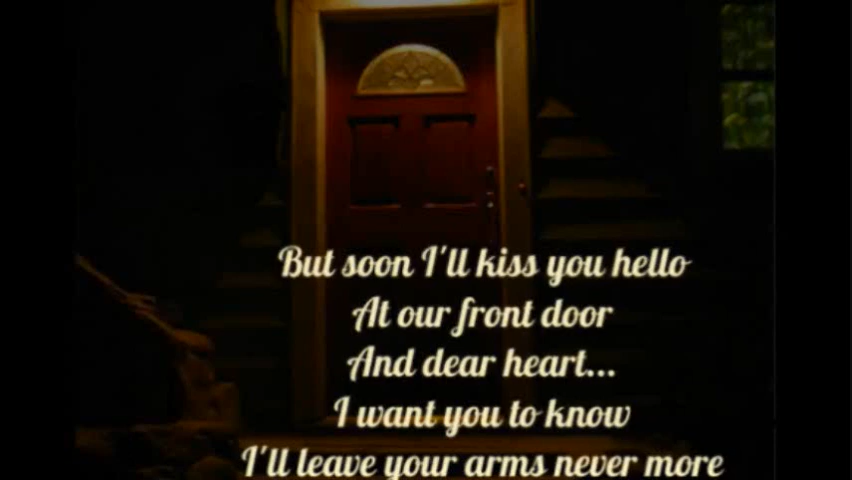 But soon I'll kiss you hello
At our front door
And dear heart...
I want you to know
I'll leave your arms never more